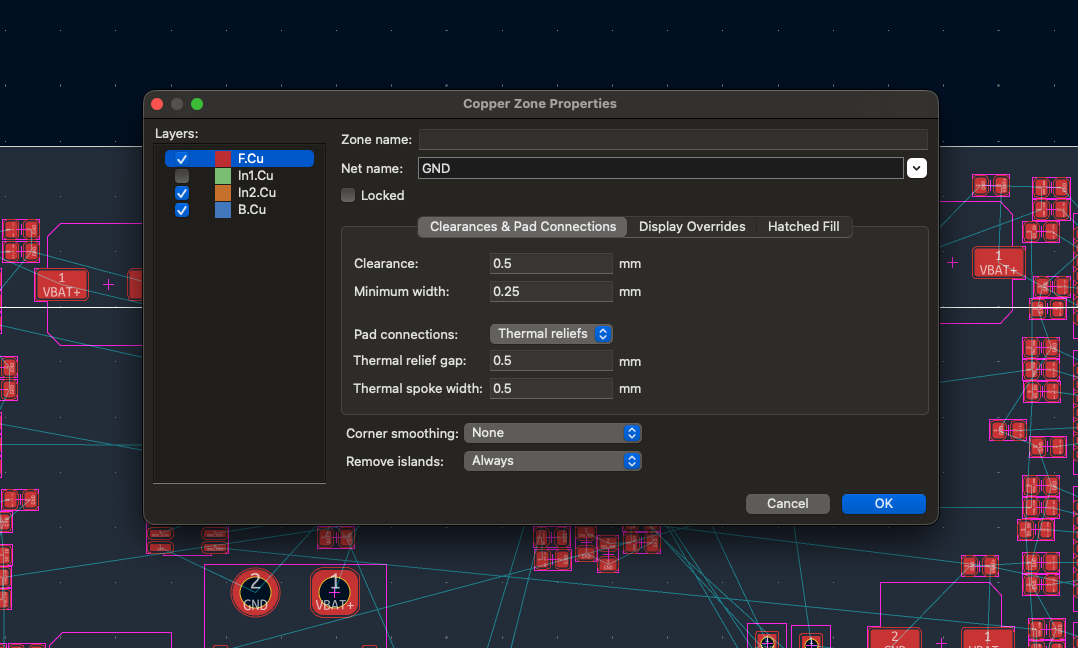 Copper Zone Properties
Layers:
F.Cu
In1.Cu
In2.Cu
B.Cu
Zone name:
Net name: GND
Locked
Clearances & Pad Connections Display Overrides Hatched Fill
Clearance: 0.5 mm
Minimum width: 0.25 mm
Pad connections: Thermal reliefs
Thermal relief gap: 0.5 mm
Thermal spoke width: 0.5 mm
Corner smoothing: None
Remove islands: Always
Cancel OK
1
VBAT+
1
VBAT+
2
GND
1
VBAT+
2
1